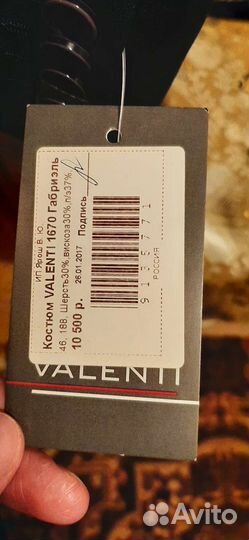 ИП Ярош В. Ю.
Костюм VALENTI 1670 Габриэль
46, 188, Шерсть30%,вискоза30%,п/э37%,
26.01.2017 Подпись
10 500 р.
9135771
РОССИЯ
VALENTI
Avito